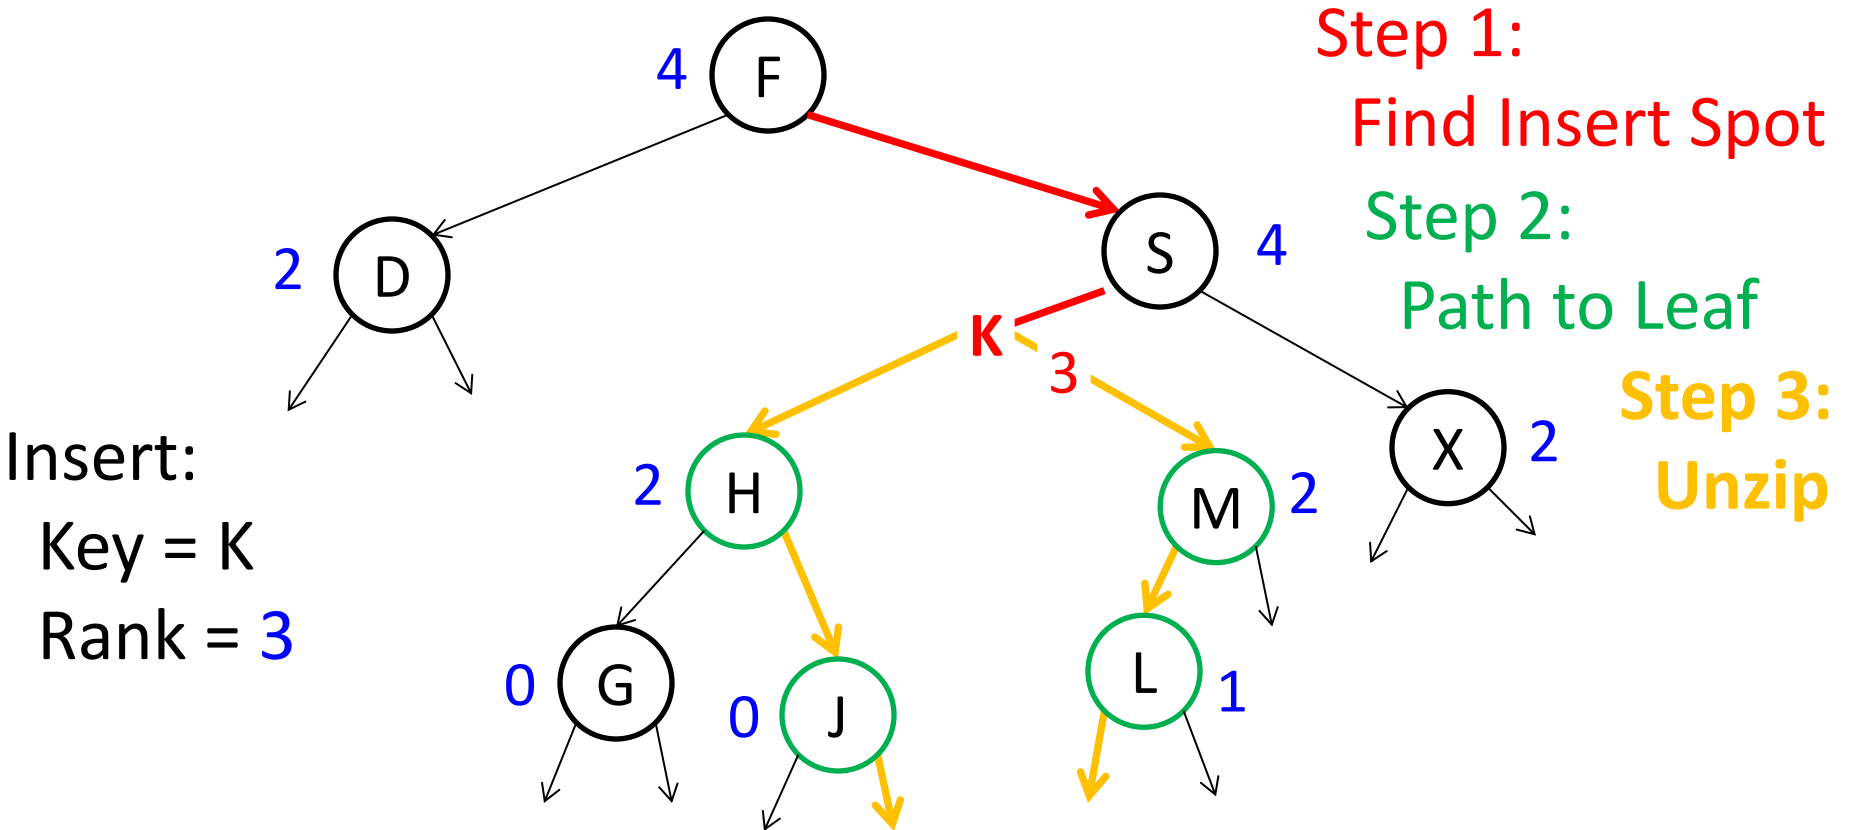 Step 1:
Find Insert Spot
Step 2:
Path to Leaf
Step 3:
Unzip
Insert:
Key = K
Rank = 3
4 F
2 D
S 4
K
3
2 H
M 2
X 2
0 G
0 J
L 1